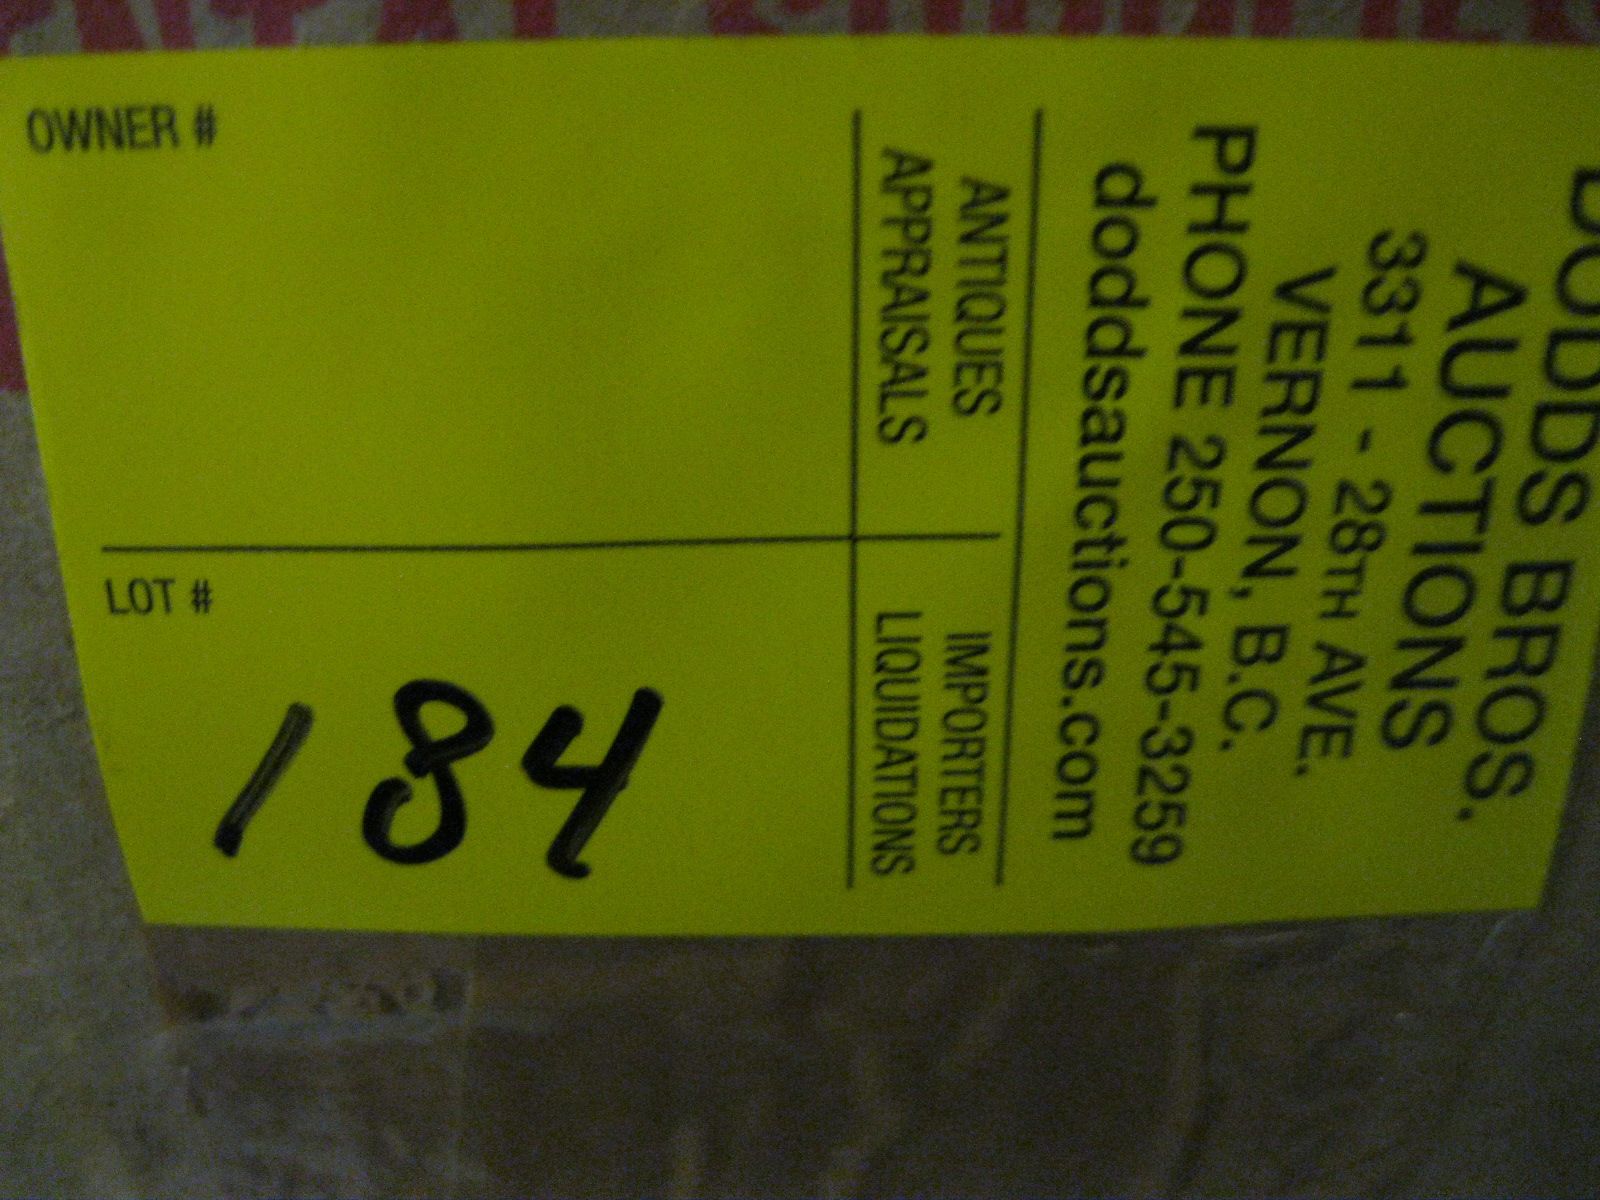 DODDS BROS.
AUCTIONS
3311 - 28TH AVE.
VERNON, B.C.
PHONE 250-545-3259
doddsauctions.com
ANTIQUES
APPRAISALS
IMPORTERS
LIQUIDATIONS
OWNER #
LOT #
184